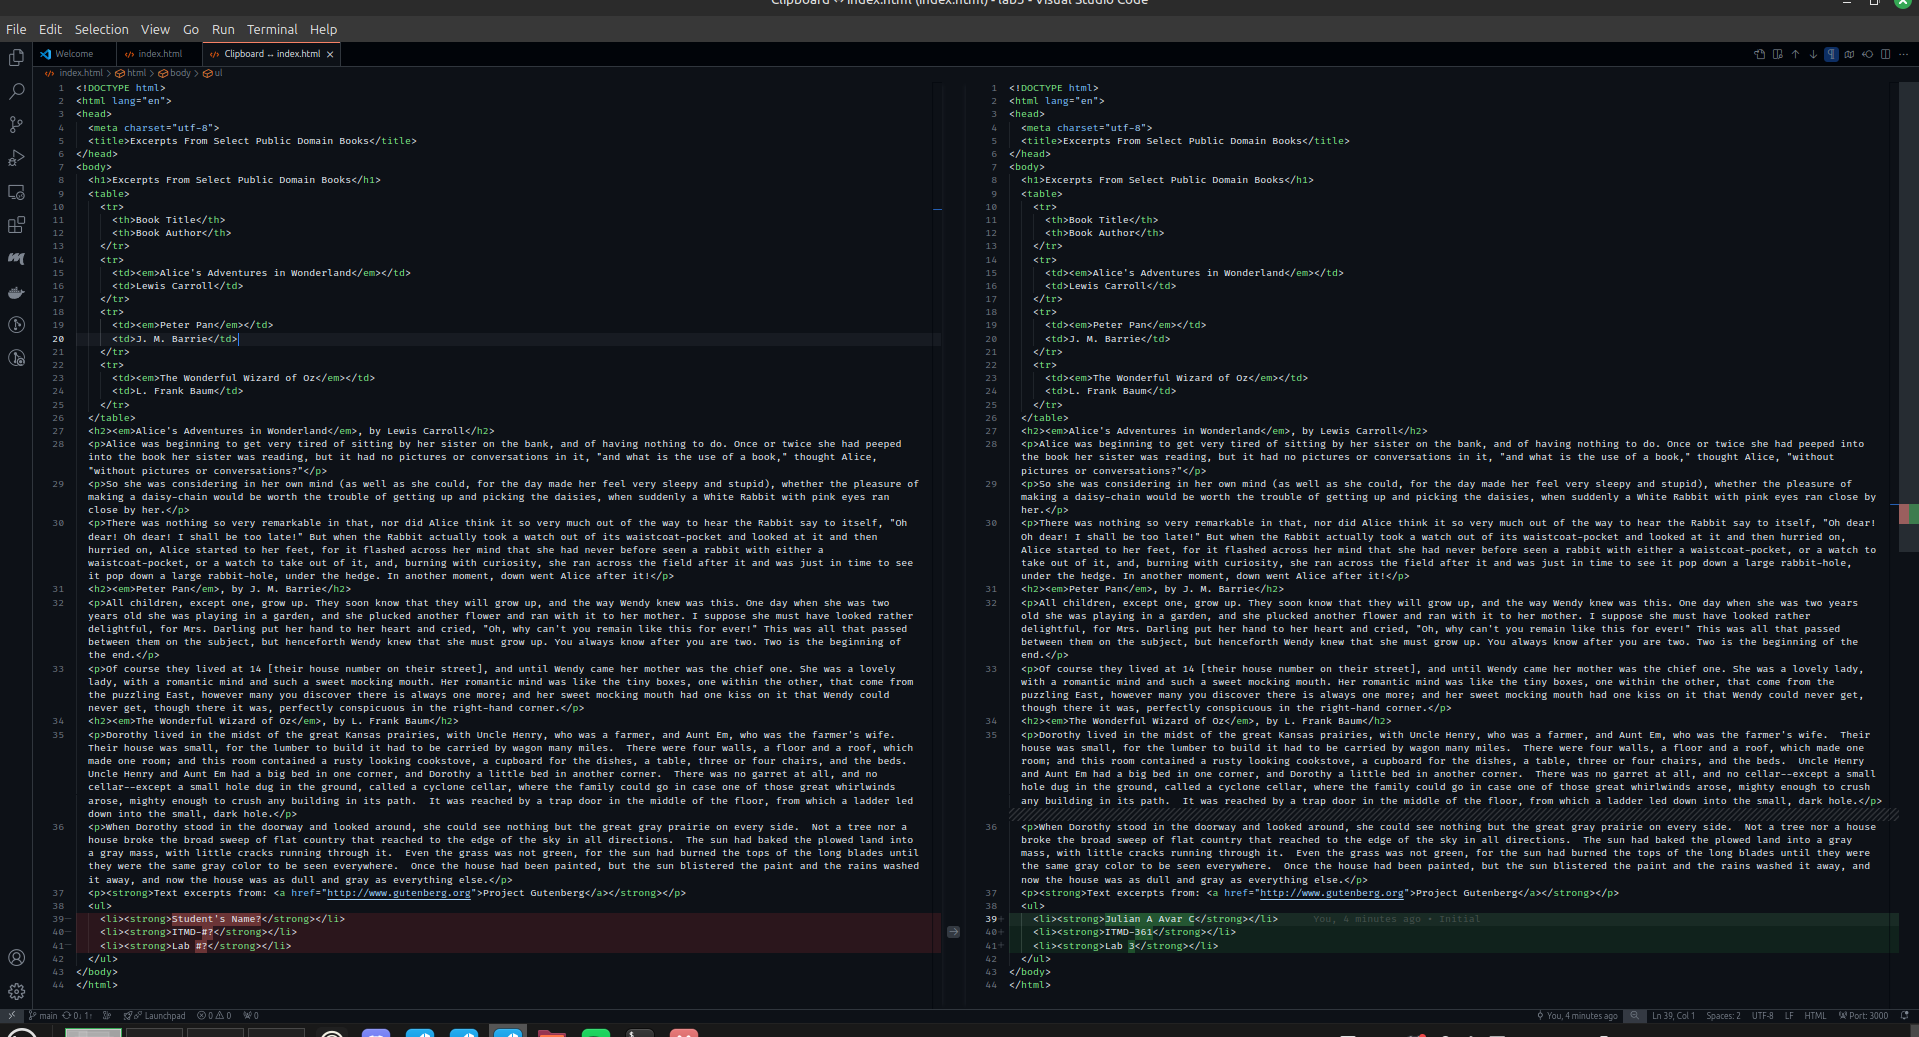 Clipboard ↔ index.html (index.html) - lab3 - Visual Studio Code
File Edit Selection View Go Run Terminal Help
Welcome index.html Clipboard ↔ index.html
index.html > html > body > ul
1 <!DOCTYPE html>
2 <html lang="en">
3 <head>
4 <meta charset="utf-8">
5 <title>Excerpts From Select Public Domain Books</title>
6 </head>
7 <body>
8 <h1>Excerpts From Select Public Domain Books</h1>
9 <table>
10 <tr>
11 <th>Book Title</th>
12 <th>Book Author</th>
13 </tr>
14 <tr>
15 <td><em>Alice's Adventures in Wonderland</em></td>
16 <td>Lewis Carroll</td>
17 </tr>
18 <tr>
19 <td><em>Peter Pan</em></td>
20 <td>J. M. Barrie</td>
21 </tr>
22 <tr>
23 <td><em>The Wonderful Wizard of Oz</em></td>
24 <td>L. Frank Baum</td>
25 </tr>
26 </table>
27 <h2><em>Alice's Adventures in Wonderland</em>, by Lewis Carroll</h2>
28 <p>Alice was beginning to get very tired of sitting by her sister on the bank, and of having nothing to do. Once or twice she had peeped
into the book her sister was reading, but it had no pictures or conversations in it, "and what is the use of a book," thought Alice,
"without pictures or conversations?"</p>
29 <p>So she was considering in her own mind (as well as she could, for the day made her feel very sleepy and stupid), whether the pleasure of
making a daisy-chain would be worth the trouble of getting up and picking the daisies, when suddenly a White Rabbit with pink eyes ran
close by her.</p>
30 <p>There was nothing so very remarkable in that, nor did Alice think it so very much out of the way to hear the Rabbit say to itself, "Oh
dear! Oh dear! I shall be too late!" But when the Rabbit actually took a watch out of its waistcoat-pocket and looked at it and then
hurried on, Alice started to her feet, for it flashed across her mind that she had never before seen a rabbit with either a
waistcoat-pocket, or a watch to take out of it, and, burning with curiosity, she ran across the field after it and was just in time to see
it pop down a large rabbit-hole, under the hedge. In another moment, down went Alice after it!</p>
31 <h2><em>Peter Pan</em>, by J. M. Barrie</h2>
32 <p>All children, except one, grow up. They soon know that they will grow up, and the way Wendy knew was this. One day when she was two
years old she was playing in a garden, and she plucked another flower and ran with it to her mother. I suppose she must have looked rather
delightful, for Mrs. Darling put her hand to her heart and cried, "Oh, why can't you remain like this for ever!" This was all that passed
between them on the subject, but henceforth Wendy knew that she must grow up. You always know after you are two. Two is the beginning of
the end.</p>
33 <p>Of course they lived at 14 [their house number on their street], and until Wendy came her mother was the chief one. She was a lovely
lady, with a romantic mind and such a sweet mocking mouth. Her romantic mind was like the tiny boxes, one within the other, that come from
the puzzling East, however many you discover there is always one more; and her sweet mocking mouth had one kiss on it that Wendy could
never get, though there it was, perfectly conspicuous in the right-hand corner.</p>
34 <h2><em>The Wonderful Wizard of Oz</em>, by L. Frank Baum</h2>
35 <p>Dorothy lived in the midst of the great Kansas prairies, with Uncle Henry, who was a farmer, and Aunt Em, who was the farmer's wife.
Their house was small, for the lumber to build it had to be carried by wagon many miles.  There were four walls, a floor and a roof, which
made one room; and this room contained a rusty looking cookstove, a cupboard for the dishes, a table, three or four chairs, and the beds.
Uncle Henry and Aunt Em had a big bed in one corner, and Dorothy a little bed in another corner.  There was no garret at all, and no
cellar--except a small hole dug in the ground, called a cyclone cellar, where the family could go in case one of those great whirlwinds
arose, mighty enough to crush any building in its path.  It was reached by a trap door in the middle of the floor, from which a ladder led
down into the small, dark hole.</p>
36 <p>When Dorothy stood in the doorway and looked around, she could see nothing but the great gray prairie on every side.  Not a tree nor a
house broke the broad sweep of flat country that reached to the edge of the sky in all directions.  The sun had baked the plowed land into
a gray mass, with little cracks running through it.  Even the grass was not green, for the sun had burned the tops of the long blades until
they were the same gray color to be seen everywhere.  Once the house had been painted, but the sun blistered the paint and the rains washed
it away, and now the house was as dull and gray as everything else.</p>
37 <p><strong>Text excerpts from: <a href="http://www.gutenberg.org">Project Gutenberg</a></strong></p>
38 <ul>
39 <li><strong>Student's Name?</strong></li>
40 <li><strong>ITMD-#?</strong></li>
41 <li><strong>Lab #?</strong></li>
42 </ul>
43 </body>
44 </html>
1 <!DOCTYPE html>
2 <html lang="en">
3 <head>
4 <meta charset="utf-8">
5 <title>Excerpts From Select Public Domain Books</title>
6 </head>
7 <body>
8 <h1>Excerpts From Select Public Domain Books</h1>
9 <table>
10 <tr>
11 <th>Book Title</th>
12 <th>Book Author</th>
13 </tr>
14 <tr>
15 <td><em>Alice's Adventures in Wonderland</em></td>
16 <td>Lewis Carroll</td>
17 </tr>
18 <tr>
19 <td><em>Peter Pan</em></td>
20 <td>J. M. Barrie</td>
21 </tr>
22 <tr>
23 <td><em>The Wonderful Wizard of Oz</em></td>
24 <td>L. Frank Baum</td>
25 </tr>
26 </table>
27 <h2><em>Alice's Adventures in Wonderland</em>, by Lewis Carroll</h2>
28 <p>Alice was beginning to get very tired of sitting by her sister on the bank, and of having nothing to do. Once or twice she had peeped into
the book her sister was reading, but it had no pictures or conversations in it, "and what is the use of a book," thought Alice, "without
pictures or conversations?"</p>
29 <p>So she was considering in her own mind (as well as she could, for the day made her feel very sleepy and stupid), whether the pleasure of
making a daisy-chain would be worth the trouble of getting up and picking the daisies, when suddenly a White Rabbit with pink eyes ran close by
her.</p>
30 <p>There was nothing so very remarkable in that, nor did Alice think it so very much out of the way to hear the Rabbit say to itself, "Oh dear!
Oh dear! I shall be too late!" But when the Rabbit actually took a watch out of its waistcoat-pocket and looked at it and then hurried on,
Alice started to her feet, for it flashed across her mind that she had never before seen a rabbit with either a waistcoat-pocket, or a watch to
take out of it, and, burning with curiosity, she ran across the field after it and was just in time to see it pop down a large rabbit-hole,
under the hedge. In another moment, down went Alice after it!</p>
31 <h2><em>Peter Pan</em>, by J. M. Barrie</h2>
32 <p>All children, except one, grow up. They soon know that they will grow up, and the way Wendy knew was this. One day when she was two years
old she was playing in a garden, and she plucked another flower and ran with it to her mother. I suppose she must have looked rather
delightful, for Mrs. Darling put her hand to her heart and cried, "Oh, why can't you remain like this for ever!" This was all that passed
between them on the subject, but henceforth Wendy knew that she must grow up. You always know after you are two. Two is the beginning of the
end.</p>
33 <p>Of course they lived at 14 [their house number on their street], and until Wendy came her mother was the chief one. She was a lovely lady,
with a romantic mind and such a sweet mocking mouth. Her romantic mind was like the tiny boxes, one within the other, that come from the
puzzling East, however many you discover there is always one more; and her sweet mocking mouth had one kiss on it that Wendy could never get,
though there it was, perfectly conspicuous in the right-hand corner.</p>
34 <h2><em>The Wonderful Wizard of Oz</em>, by L. Frank Baum</h2>
35 <p>Dorothy lived in the midst of the great Kansas prairies, with Uncle Henry, who was a farmer, and Aunt Em, who was the farmer's wife.  Their
house was small, for the lumber to build it had to be carried by wagon many miles.  There were four walls, a floor and a roof, which made one
room; and this room contained a rusty looking cookstove, a cupboard for the dishes, a table, three or four chairs, and the beds.  Uncle Henry
and Aunt Em had a big bed in one corner, and Dorothy a little bed in another corner.  There was no garret at all, and no cellar--except a small
hole dug in the ground, called a cyclone cellar, where the family could go in case one of those great whirlwinds arose, mighty enough to crush
any building in its path.  It was reached by a trap door in the middle of the floor, from which a ladder led down into the small, dark hole.</p>
36 <p>When Dorothy stood in the doorway and looked around, she could see nothing but the great gray prairie on every side.  Not a tree nor a house
broke the broad sweep of flat country that reached to the edge of the sky in all directions.  The sun had baked the plowed land into a gray
mass, with little cracks running through it.  Even the grass was not green, for the sun had burned the tops of the long blades until they were
the same gray color to be seen everywhere.  Once the house had been painted, but the sun blistered the paint and the rains washed it away, and
now the house was as dull and gray as everything else.</p>
37 <p><strong>Text excerpts from: <a href="http://www.gutenberg.org">Project Gutenberg</a></strong></p>
38 <ul>
39 <li><strong>Julian A Avar C</strong></li> You, 4 minutes ago • Initial
40 <li><strong>ITMD-361</strong></li>
41 <li><strong>Lab 3</strong></li>
42 </ul>
43 </body>
44 </html>
main 0↓ 1↑ Launchpad 0 0 0 You, 4 minutes ago Ln 39, Col 1 Spaces: 2 UTF-8 LF HTML Port: 3000